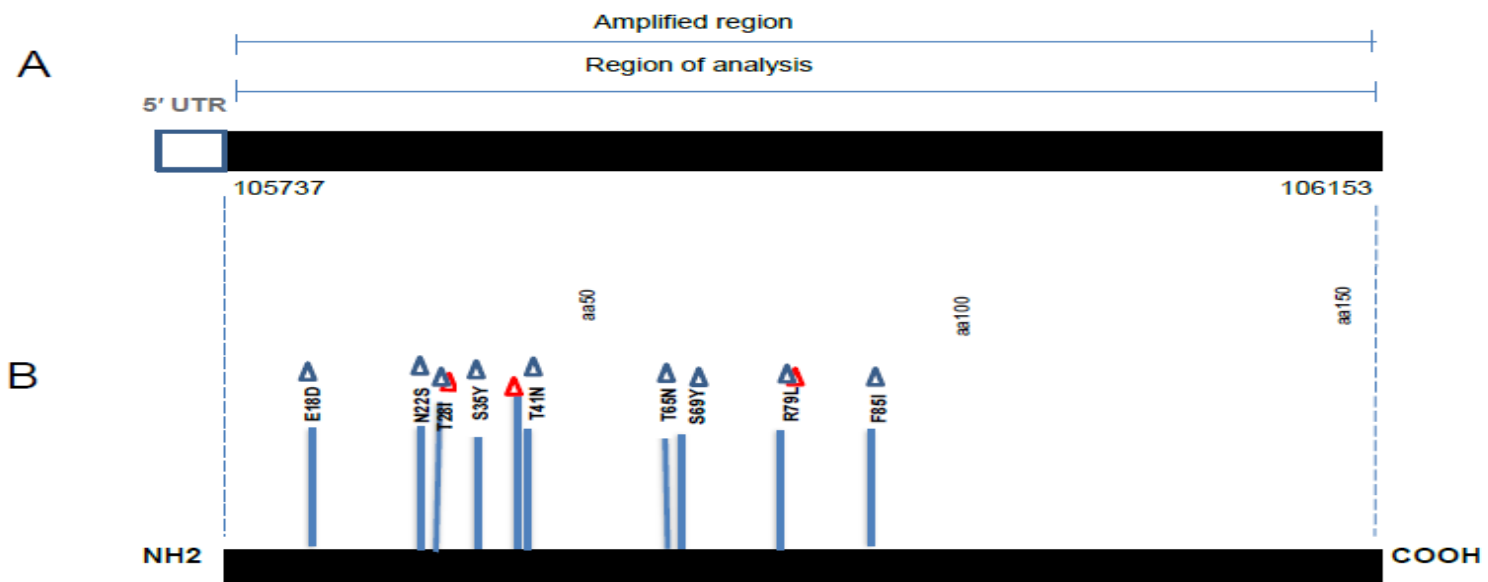 Amplified region
A
Region of analysis
5' UTR
105737
106153
aa50
aa100
aa150
B
E18D
N22S
T28I
S35Y
T41N
T65N
S69Y
R79L
F85I
NH2
COOH